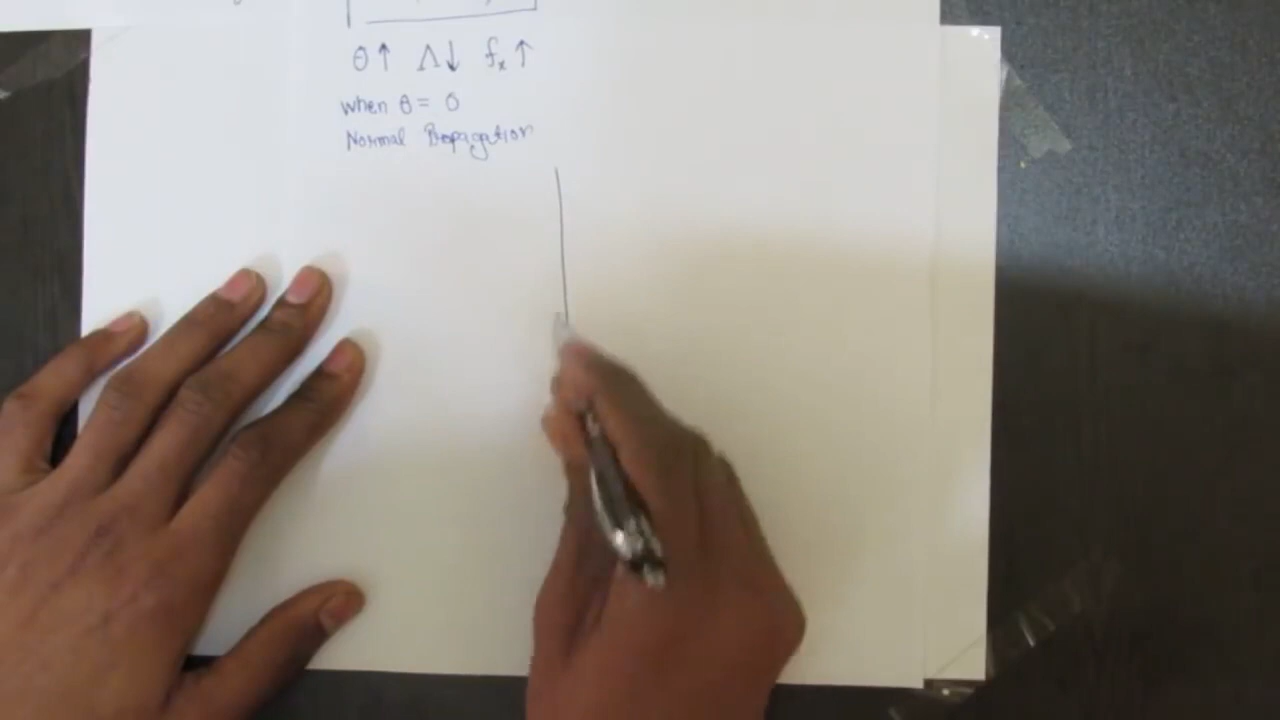 θ↑ Λ↓ fₓ↑
when θ = 0
Normal Propagation